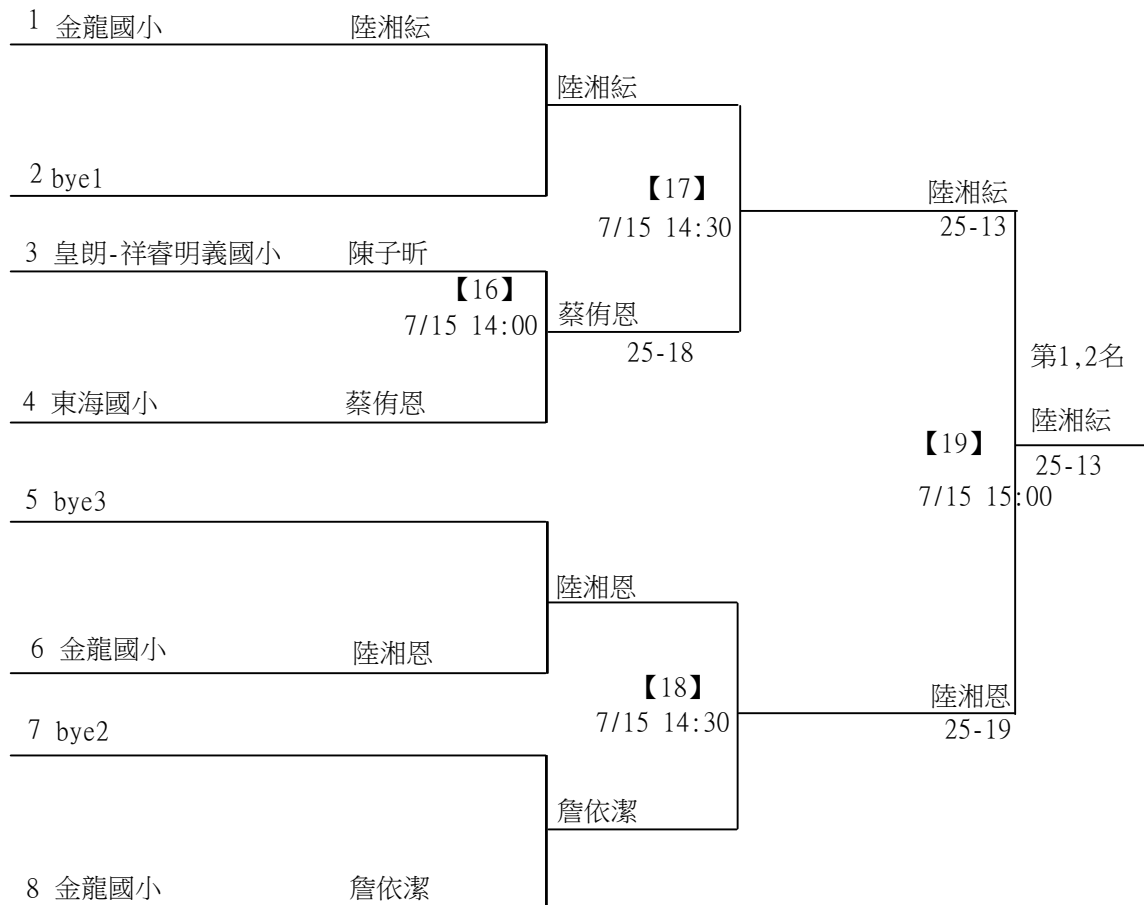 1 金龍國小 陸湘紜
陸湘紜
2 bye1
【17】
7/15 14:30
陸湘紜
25-13
3 皇朗-祥睿明義國小 陳子昕
【16】
7/15 14:00
蔡侑恩
25-18
4 東海國小 蔡侑恩
第1,2名
陸湘紜
25-13
【19】
7/15 15:00
5 bye3
陸湘恩
6 金龍國小 陸湘恩
【18】
7/15 14:30
陸湘恩
25-19
7 bye2
詹依潔
8 金龍國小 詹依潔